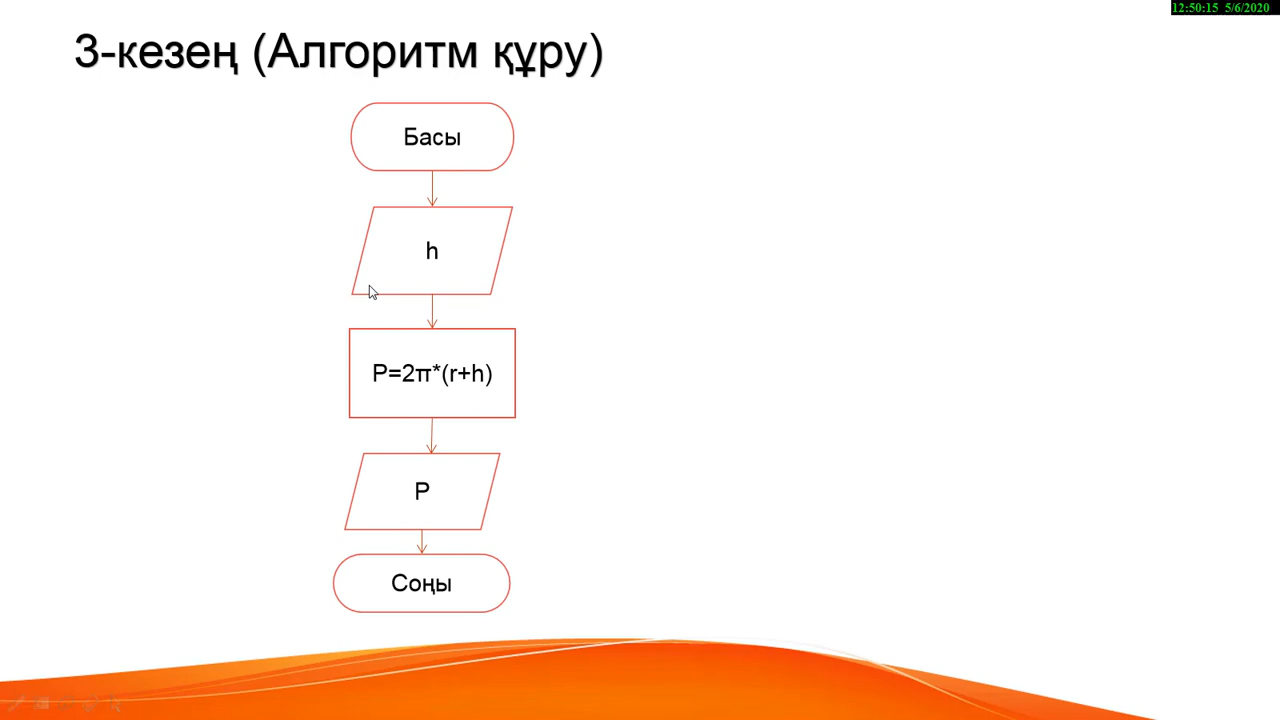 12:50:15 5/6/2020
3-кезең (Алгоритм құру)
Басы
h
P=2π*(r+h)
P
Соңы